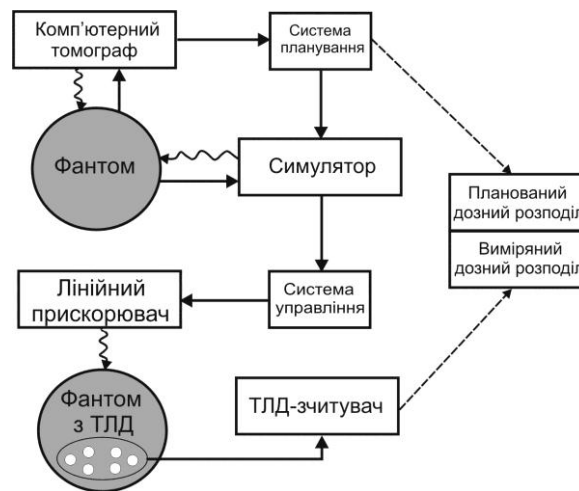 Комп’ютерний
томограф
Система
планування
Фантом
Симулятор
Планований
дозний розподіл
Виміряний
дозний розподіл
Лінійний
прискорювач
Система
управління
Фантом
з ТЛД
ТЛД-зчитувач